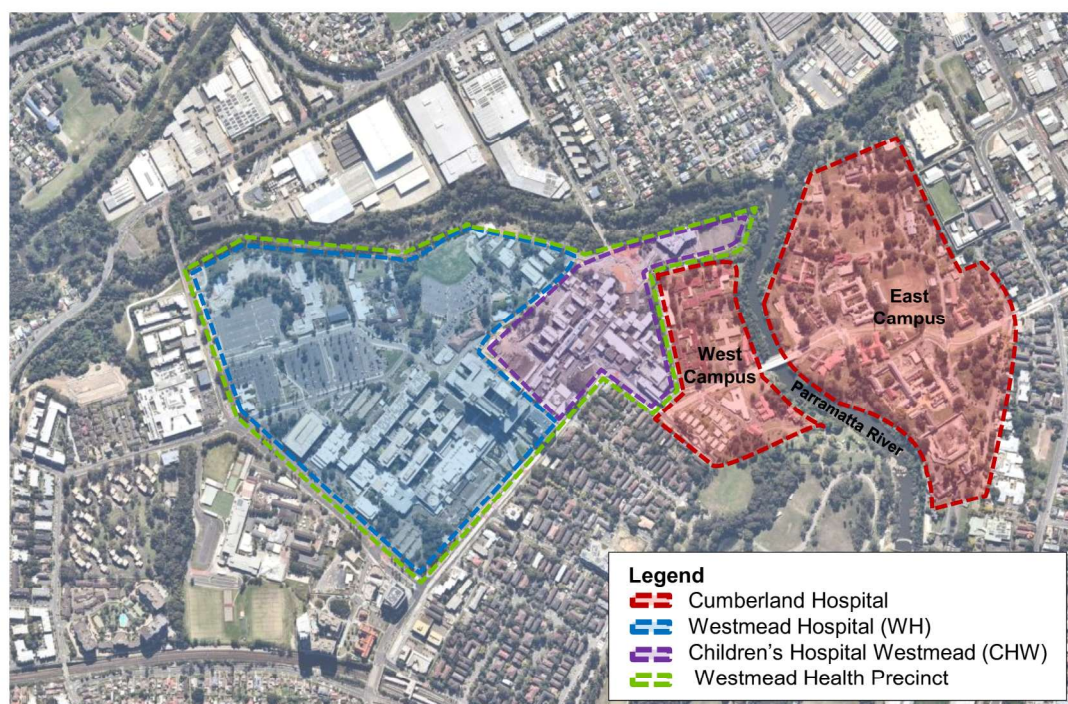 East
Campus
West
Campus
Parramatta River
Legend
Cumberland Hospital
Westmead Hospital (WH)
Children's Hospital Westmead (CHW)
Westmead Health Precinct